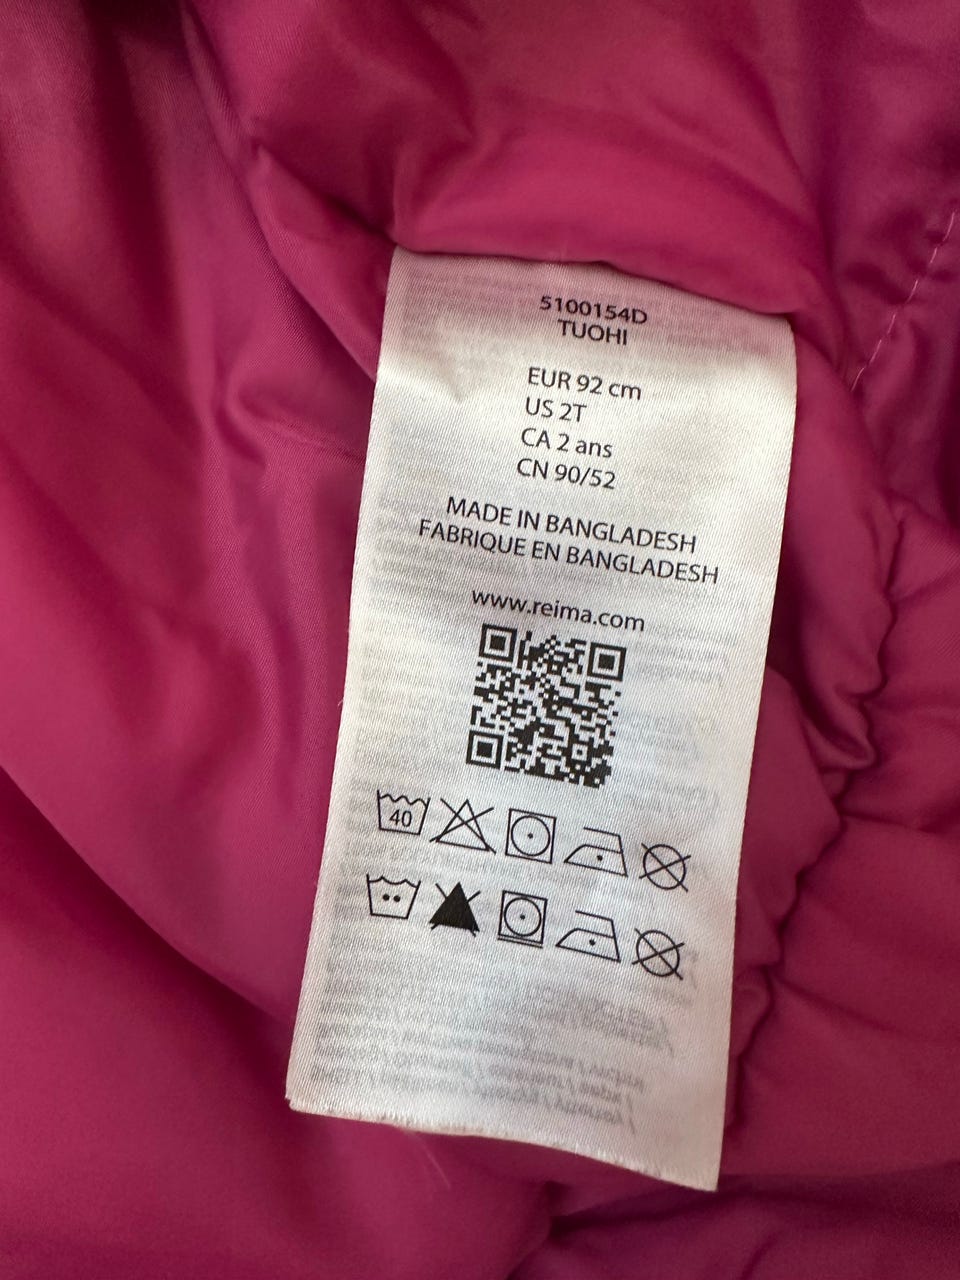 5100154D
TUOHI
EUR 92 cm
US 2T
CA 2 ans
CN 90/52
MADE IN BANGLADESH
FABRIQUE EN BANGLADESH
www.reima.com
40